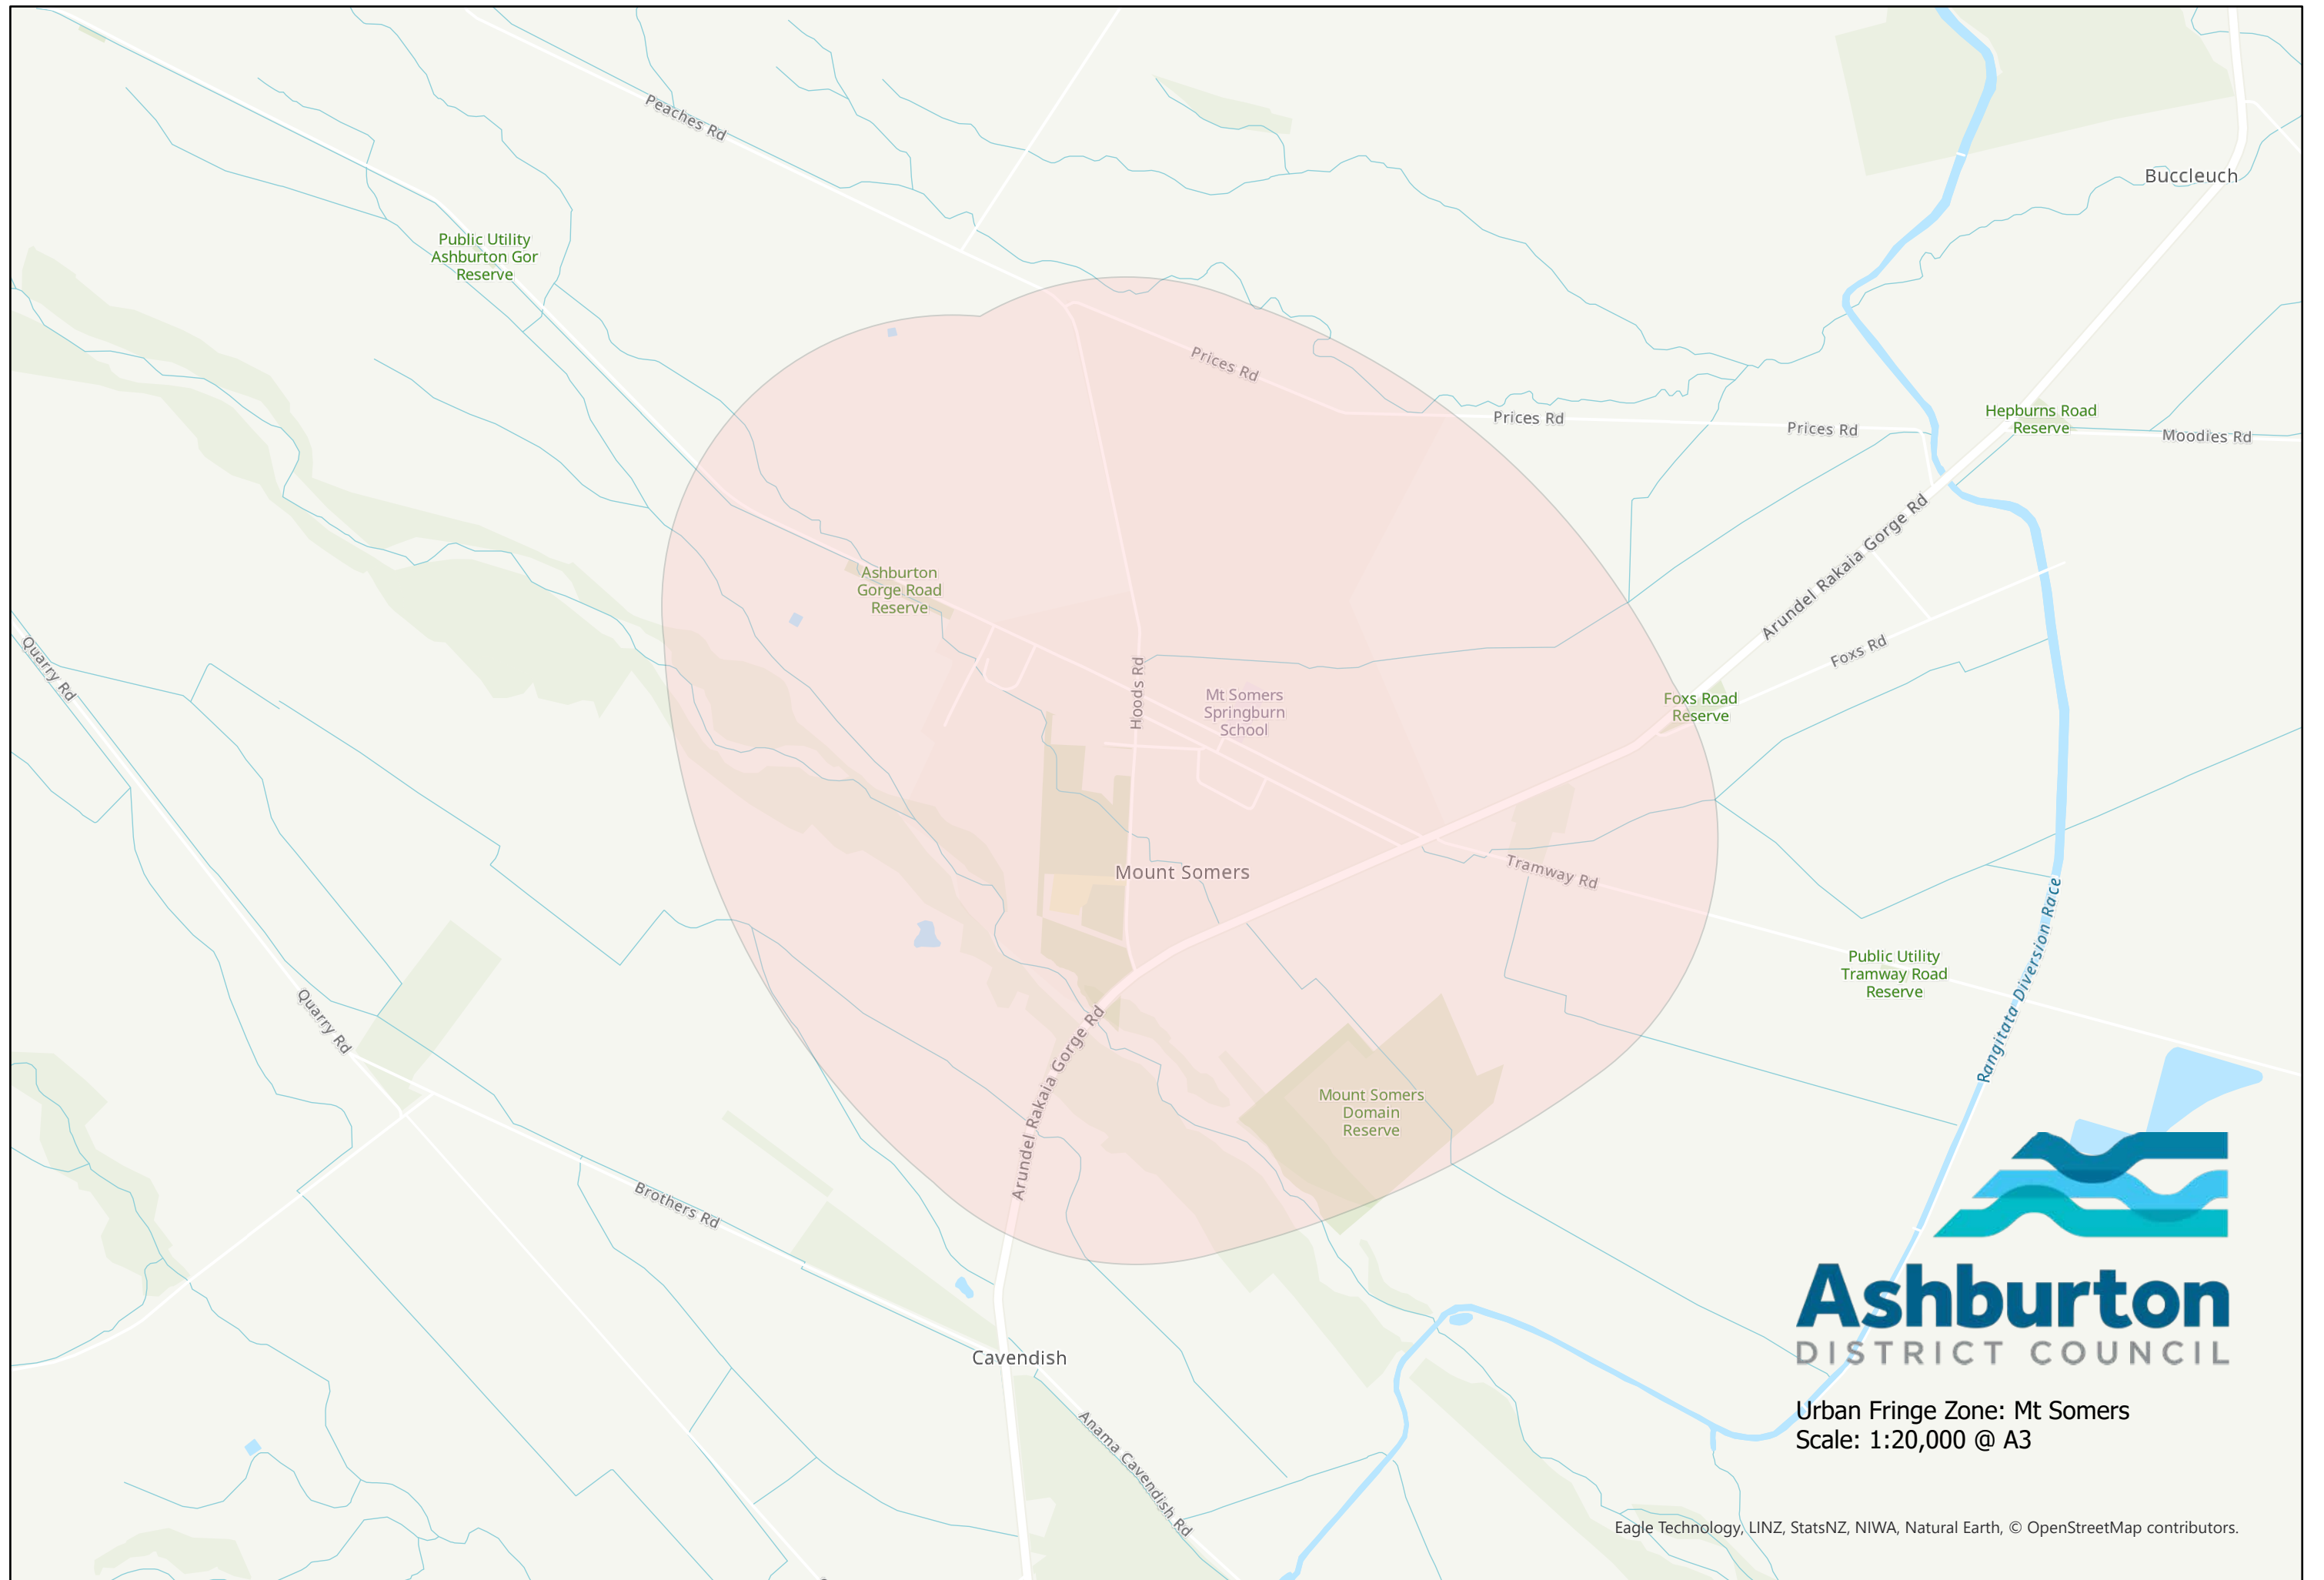 Peaches Rd
Buccleuch
Public Utility
Ashburton Gor
Reserve
Prices Rd
Prices Rd
Prices Rd
Hepburns Road
Reserve
Moodies Rd
Arundel Rakaia Gorge Rd
Ashburton
Gorge Road
Reserve
Quarry Rd
Hoods Rd
Mt Somers
Springburn
School
Foxs Rd
Foxs Road
Reserve
Mount Somers
Tramway Rd
Rangitata Diversion Race
Public Utility
Tramway Road
Reserve
Quarry Rd
Arundel Rakaia Gorge Rd
Mount Somers
Domain
Reserve
Brothers Rd
Cavendish
Anama Cavendish Rd
Ashburton
DISTRICT COUNCIL
Urban Fringe Zone: Mt Somers
Scale: 1:20,000 @ A3
Eagle Technology, LINZ, StatsNZ, NIWA, Natural Earth, © OpenStreetMap contributors.